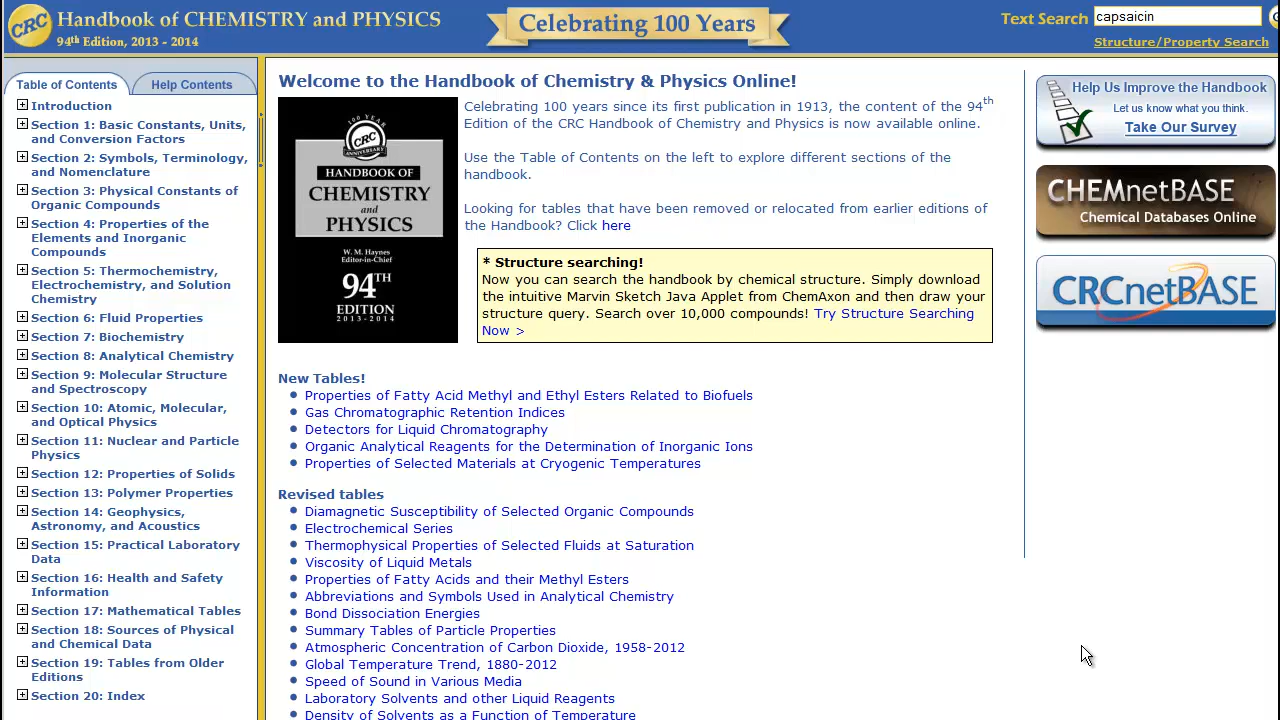 CRC
Handbook of CHEMISTRY and PHYSICS
94th Edition, 2013 - 2014
Celebrating 100 Years
Text Search capsaicin
Structure/Property Search
Table of Contents
Help Contents
Introduction
Section 1: Basic Constants, Units,
and Conversion Factors
Section 2: Symbols, Terminology,
and Nomenclature
Section 3: Physical Constants of
Organic Compounds
Section 4: Properties of the
Elements and Inorganic
Compounds
Section 5: Thermochemistry,
Electrochemistry, and Solution
Chemistry
Section 6: Fluid Properties
Section 7: Biochemistry
Section 8: Analytical Chemistry
Section 9: Molecular Structure
and Spectroscopy
Section 10: Atomic, Molecular,
and Optical Physics
Section 11: Nuclear and Particle
Physics
Section 12: Properties of Solids
Section 13: Polymer Properties
Section 14: Geophysics,
Astronomy, and Acoustics
Section 15: Practical Laboratory
Data
Section 16: Health and Safety
Information
Section 17: Mathematical Tables
Section 18: Sources of Physical
and Chemical Data
Section 19: Tables from Older
Editions
Section 20: Index
Welcome to the Handbook of Chemistry & Physics Online!
100 YEAR
CRC
ANNIVERSARY
HANDBOOK OF
CHEMISTRY
and
PHYSICS
W. M. Haynes
Editor-in-Chief
94TH
EDITION
2013-2014
Celebrating 100 years since its first publication in 1913, the content of the 94th
Edition of the CRC Handbook of Chemistry and Physics is now available online.
Use the Table of Contents on the left to explore different sections of the
handbook.
Looking for tables that have been removed or relocated from earlier editions of
the Handbook? Click here
* Structure searching!
Now you can search the handbook by chemical structure. Simply download
the intuitive Marvin Sketch Java Applet from ChemAxon and then draw your
structure query. Search over 10,000 compounds! Try Structure Searching
Now >
New Tables!
Properties of Fatty Acid Methyl and Ethyl Esters Related to Biofuels
Gas Chromatographic Retention Indices
Detectors for Liquid Chromatography
Organic Analytical Reagents for the Determination of Inorganic Ions
Properties of Selected Materials at Cryogenic Temperatures
Revised tables
Diamagnetic Susceptibility of Selected Organic Compounds
Electrochemical Series
Thermophysical Properties of Selected Fluids at Saturation
Viscosity of Liquid Metals
Properties of Fatty Acids and their Methyl Esters
Abbreviations and Symbols Used in Analytical Chemistry
Bond Dissociation Energies
Summary Tables of Particle Properties
Atmospheric Concentration of Carbon Dioxide, 1958-2012
Global Temperature Trend, 1880-2012
Speed of Sound in Various Media
Laboratory Solvents and other Liquid Reagents
Density of Solvents as a Function of Temperature
Help Us Improve the Handbook
Let us know what you think.
Take Our Survey
CHEMnetBASE
Chemical Databases Online
CRCnetBASE